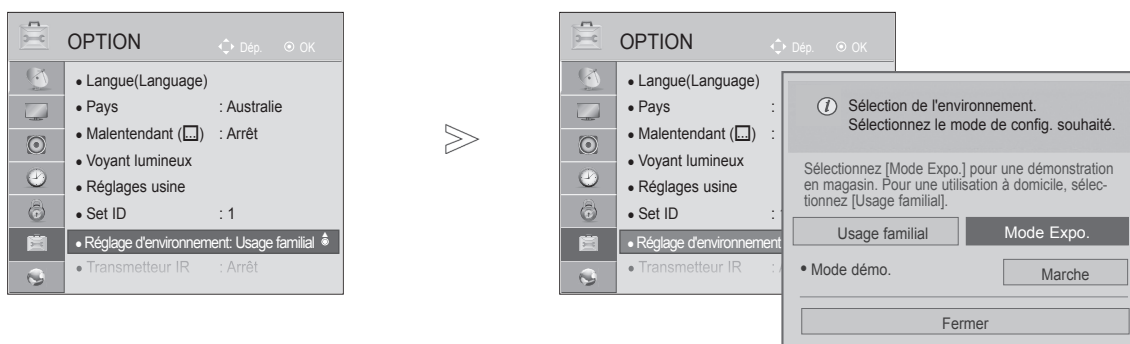 OPTION
Dép. OK
• Langue(Language)
• Pays : Australie
• Malentendant (...) : Arrêt
• Voyant lumineux
• Réglages usine
• Set ID : 1
• Réglage d'environnement: Usage familial
• Transmetteur IR : Arrêt
OPTION
Dép. OK
• Langue(Language)
• Pays :
• Malentendant (...) :
• Voyant lumineux
• Réglages usine
• Set ID :
• Réglage d'environnement
• Transmetteur IR :
Sélection de l'environnement.
Sélectionnez le mode de config. souhaité.
Sélectionnez [Mode Expo.] pour une démonstration
en magasin. Pour une utilisation à domicile, sélec-
tionnez [Usage familial].
Usage familial
Mode Expo.
• Mode démo.
Marche
Fermer